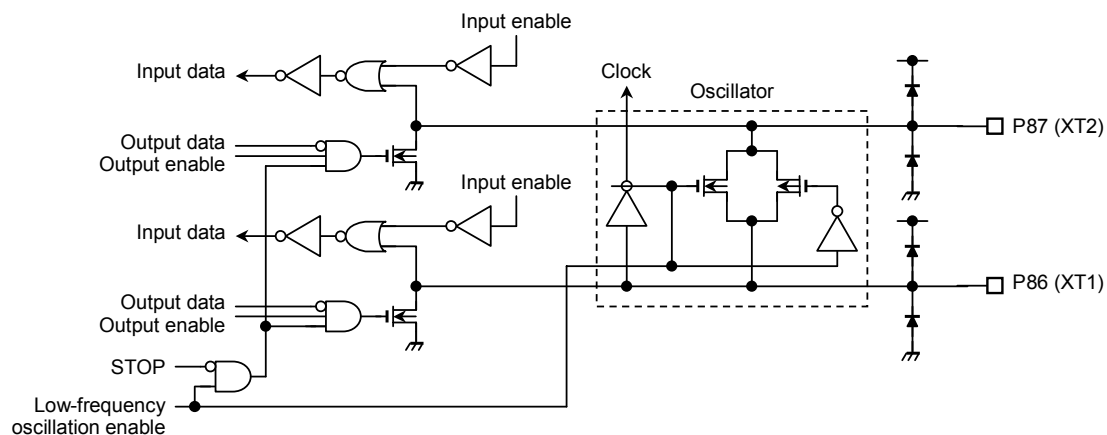 Input enable
Input data
Clock
Oscillator
P87 (XT2)
Output data
Output enable
Input enable
Input data
P86 (XT1)
Output data
Output enable
STOP
Low-frequency
oscillation enable